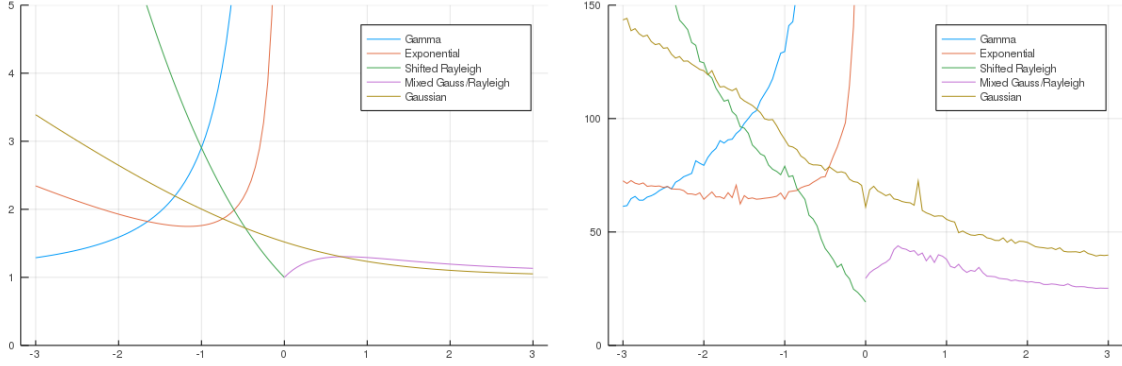 5
4
3
2
1
0
-3 -2 -1 0 1 2 3
Gamma
Exponential
Shifted Rayleigh
Mixed Gauss/Rayleigh
Gaussian
150
100
50
0
-3 -2 -1 0 1 2 3
Gamma
Exponential
Shifted Rayleigh
Mixed Gauss/Rayleigh
Gaussian